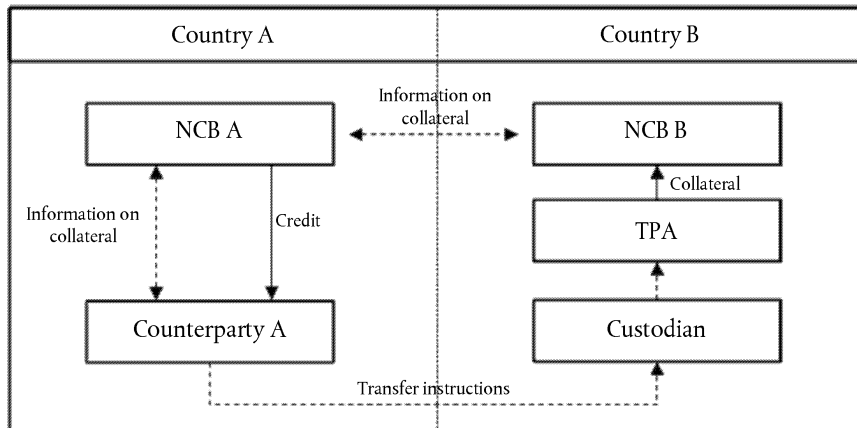 Country A
Country B
Information on
collateral
NCB A
NCB B
Collateral
Information on
collateral
Credit
TPA
Counterparty A
Custodian
Transfer instructions